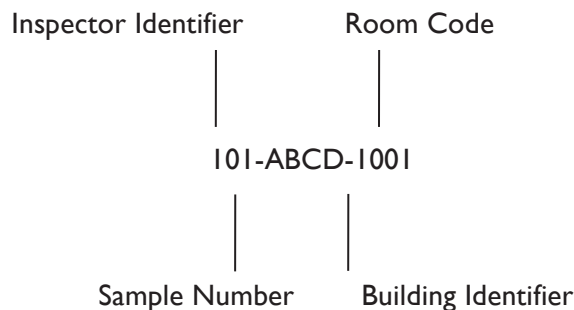 Inspector Identifier Room Code
101-ABCD-1001
Sample Number Building Identifier